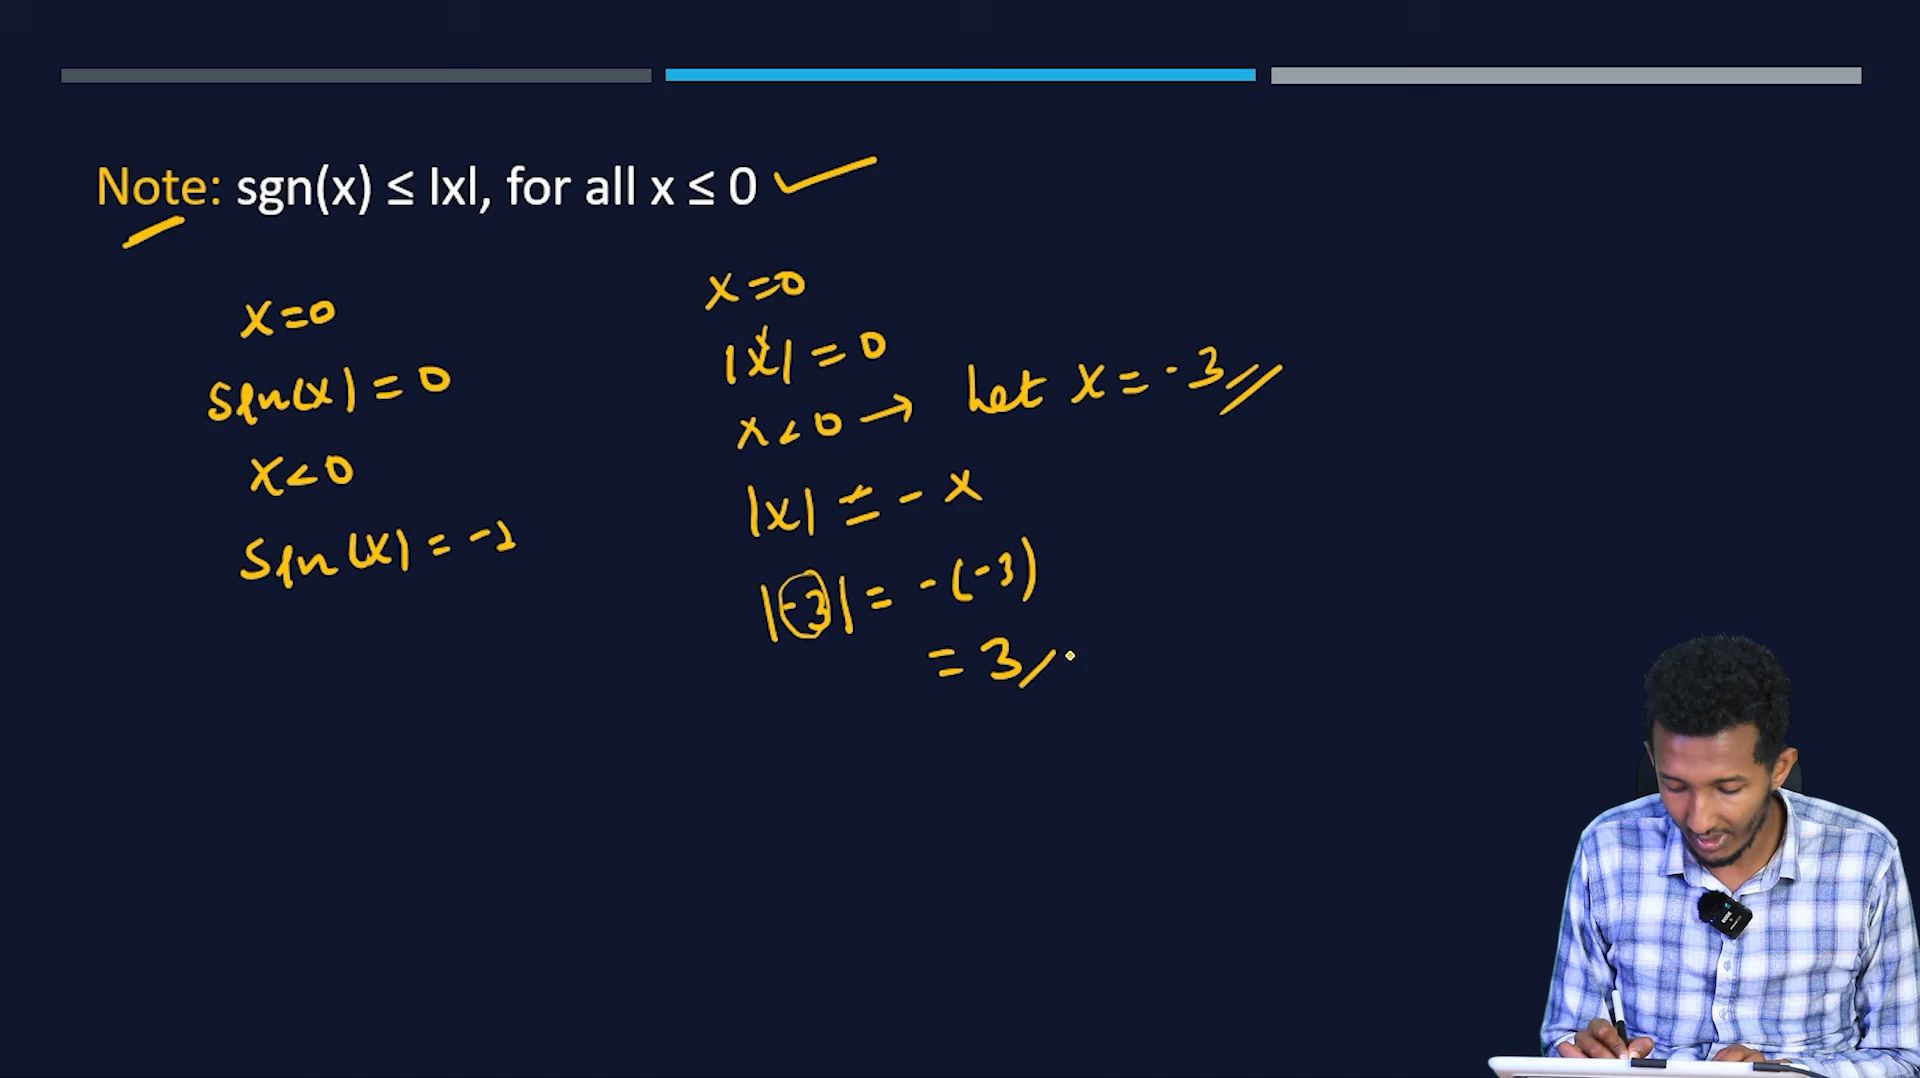 Note: sgn(x) ≤ |x|, for all x ≤ 0
x=0
sgn(x) = 0
x<0
sgn(x) = -1
x=0
|x| = 0
x<0 → Let x = -3
|x| = - x
|-3| = -(-3)
= 3